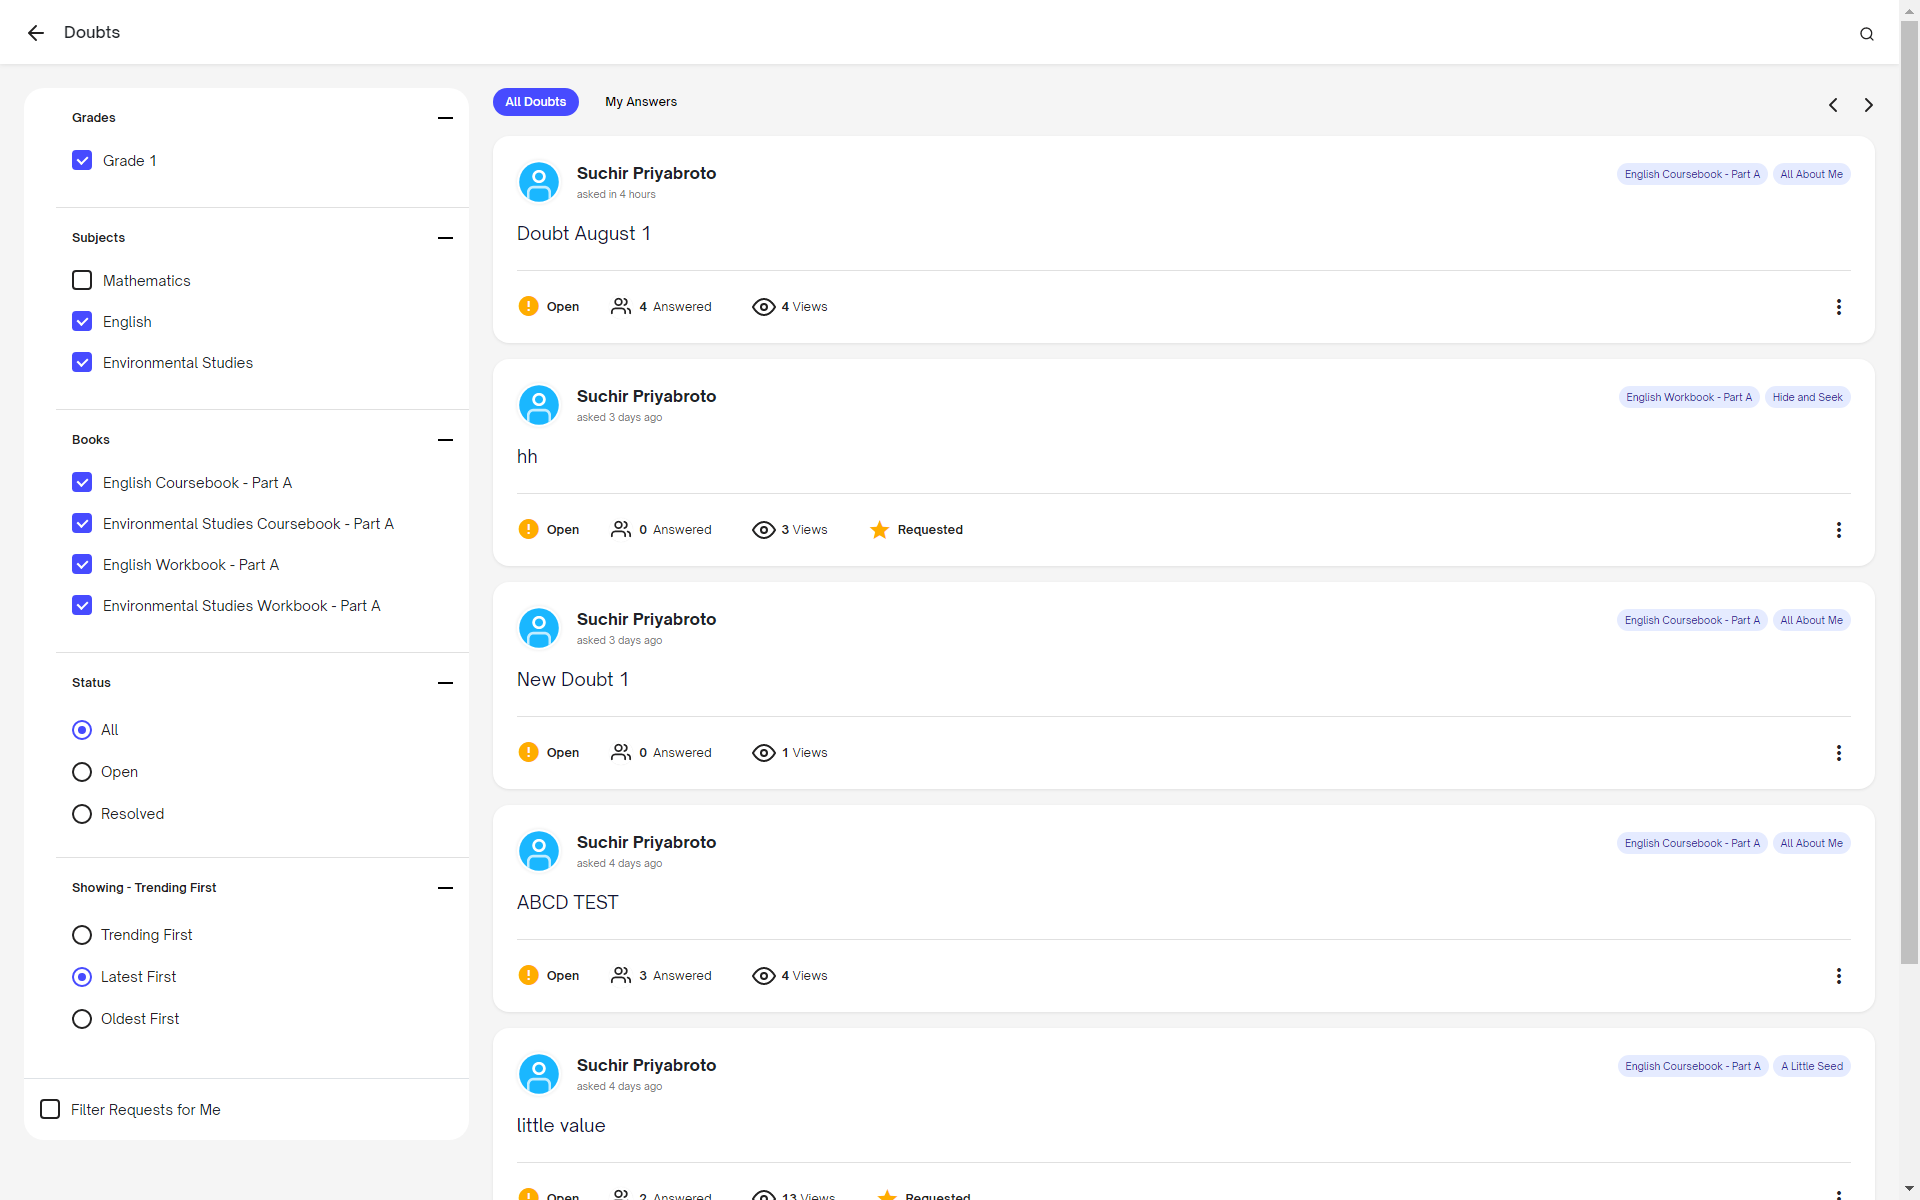 Doubts
Grades
Grade 1
Subjects
Mathematics
English
Environmental Studies
Books
English Coursebook - Part A
Environmental Studies Coursebook - Part A
English Workbook - Part A
Environmental Studies Workbook - Part A
Status
All
Open
Resolved
Showing - Trending First
Trending First
Latest First
Oldest First
Filter Requests for Me
All Doubts My Answers
Suchir Priyabroto English Coursebook - Part A All About Me
asked in 4 hours
Doubt August 1
Open 4 Answered 4 Views
Suchir Priyabroto English Workbook - Part A Hide and Seek
asked 3 days ago
hh
Open 0 Answered 3 Views Requested
Suchir Priyabroto English Coursebook - Part A All About Me
asked 3 days ago
New Doubt 1
Open 0 Answered 1 Views
Suchir Priyabroto English Coursebook - Part A All About Me
asked 4 days ago
ABCD TEST
Open 3 Answered 4 Views
Suchir Priyabroto English Coursebook - Part A A Little Seed
asked 4 days ago
little value
Open 2 Answered 13 Views Requested